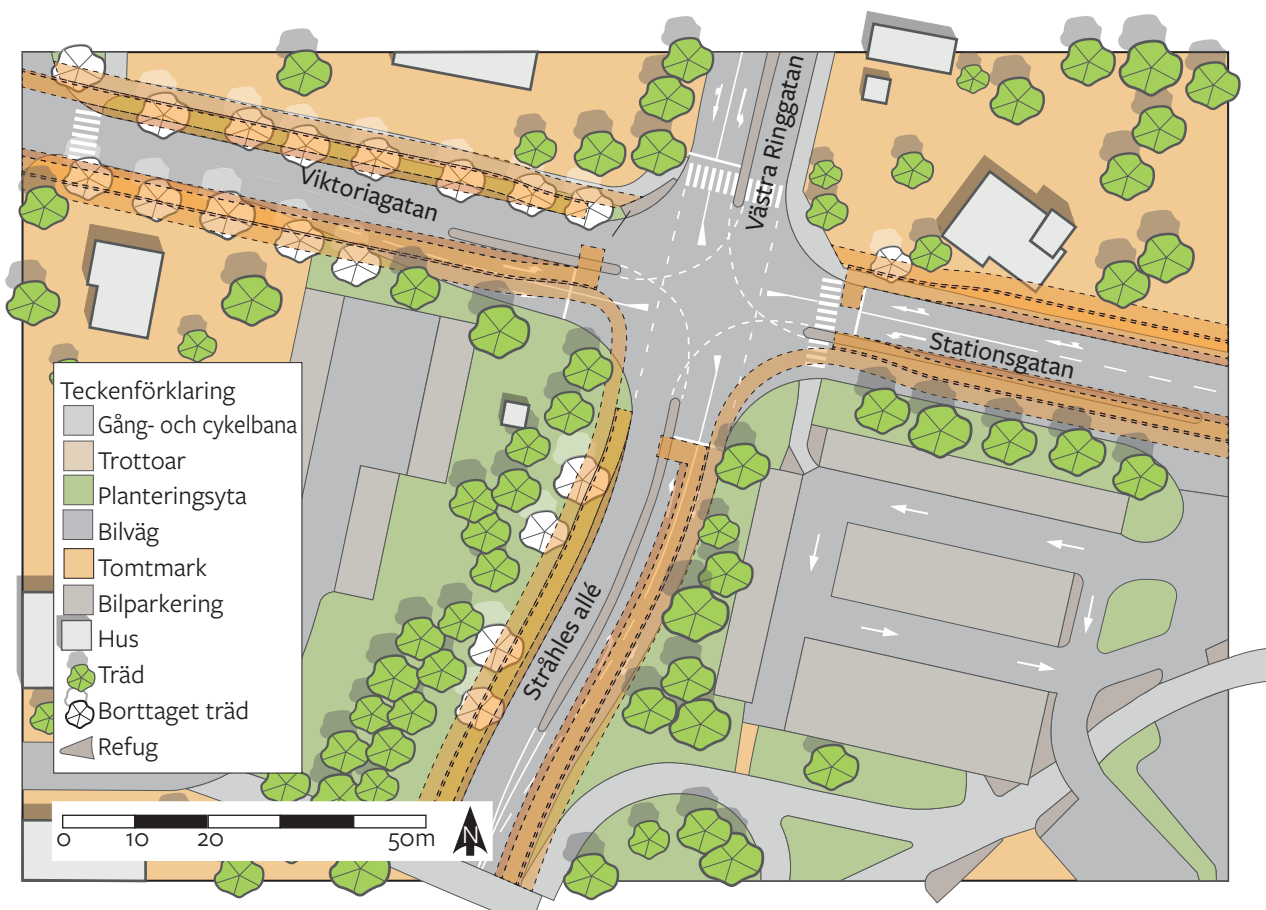 Västra Ringgatan
Viktoriagatan
Stationsgatan
Stråhles allé
Teckenförklaring
Gång- och cykelbana
Trottoar
Planteringsyta
Bilväg
Tomtmark
Bilparkering
Hus
Träd
Borttaget träd
Refug
0 10 20 50m
N